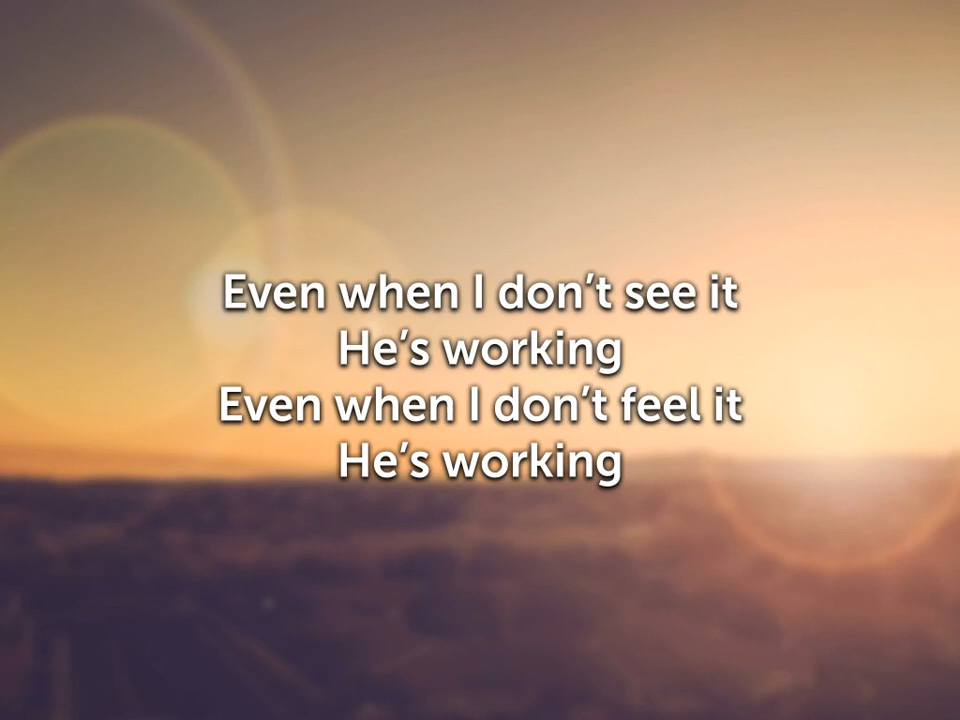 Even when I don’t see it
He’s working
Even when I don’t feel it
He’s working